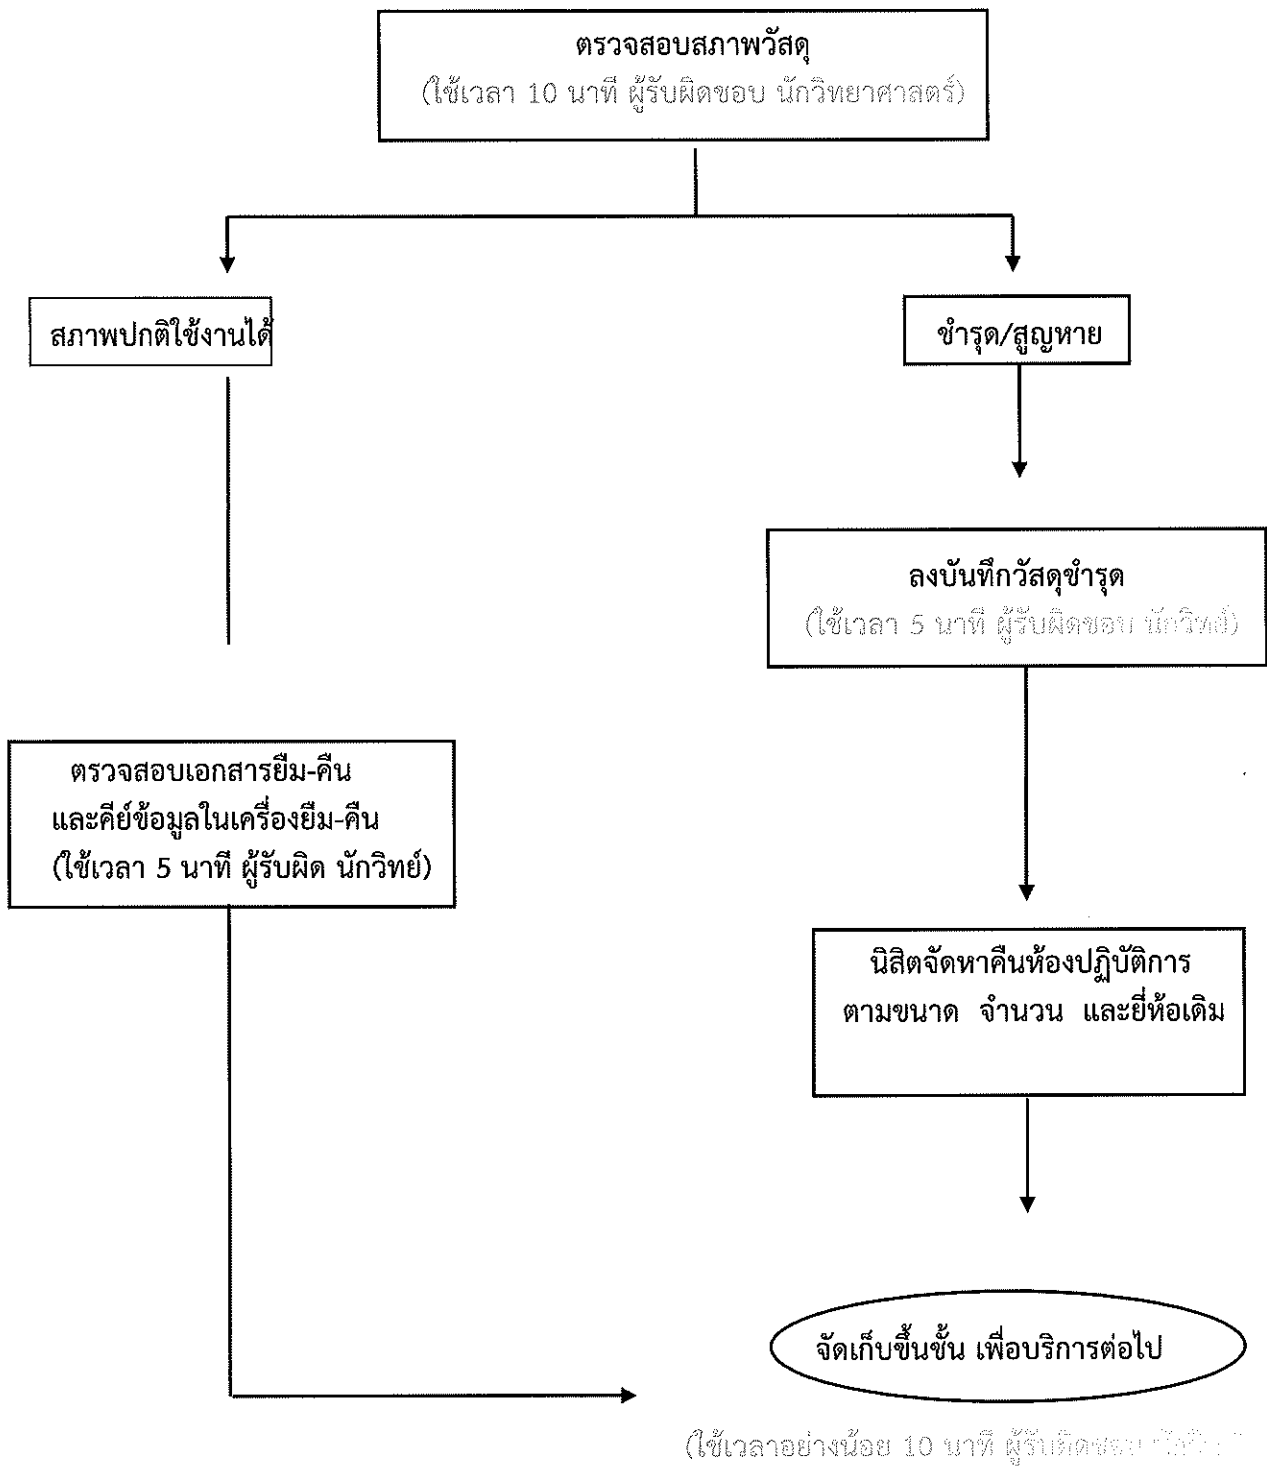 ตรวจสอบสภาพวัสดุ
(ใช้เวลา 10 นาที ผู้รับผิดชอบ นักวิทยาศาสตร์)
สภาพปกติใช้งานได้
ชำรุด/สูญหาย
ลงบันทึกวัสดุชำรุด
(ใช้เวลา 5 นาที ผู้รับผิดชอบ นักวิทย์)
ตรวจสอบเอกสารยืม-คืน
และคีย์ข้อมูลในเครื่องยืม-คืน
(ใช้เวลา 5 นาที ผู้รับผิด นักวิทย์)
นิสิตจัดหาคืนห้องปฏิบัติการ
ตามขนาด จำนวน และยี่ห้อเดิม
จัดเก็บขึ้นชั้น เพื่อบริการต่อไป
(ใช้เวลาอย่างน้อย 10 นาที ผู้รับผิดชอบ